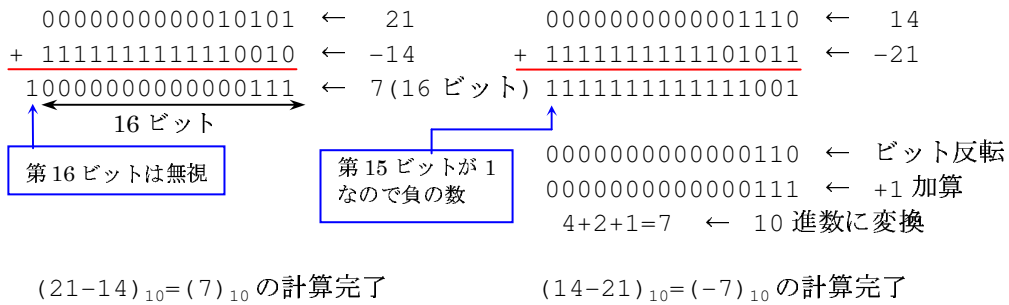 0000000000010101 ← 21
+ 1111111111110010 ← −14
10000000000000111 ← 7(16 ビット)
16 ビット
第 16 ビットは無視
0000000000001110 ← 14
+ 1111111111101011 ← −21
1111111111111001
第 15 ビットが 1
なので負の数
0000000000000110 ← ビット反転
0000000000000111 ← +1 加算
4+2+1=7 ← 10 進数に変換
(21−14)₁₀=(7)₁₀ の計算完了
(14−21)₁₀=(−7)₁₀ の計算完了